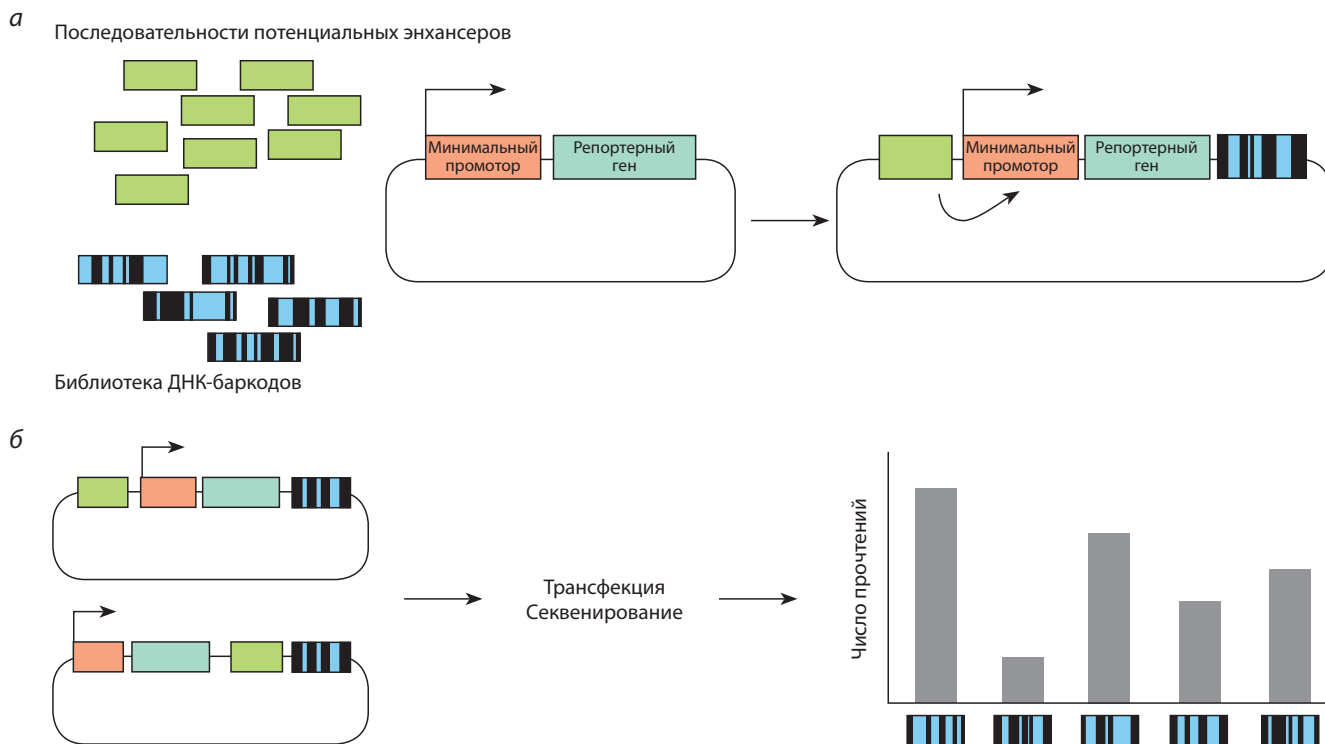 а
Последовательности потенциальных энхансеров
Минимальный
промотор
Репортерный
ген
Минимальный
промотор
Репортерный
ген
Библиотека ДНК-баркодов
б
Трансфекция
Секвенирование
Число прочтений